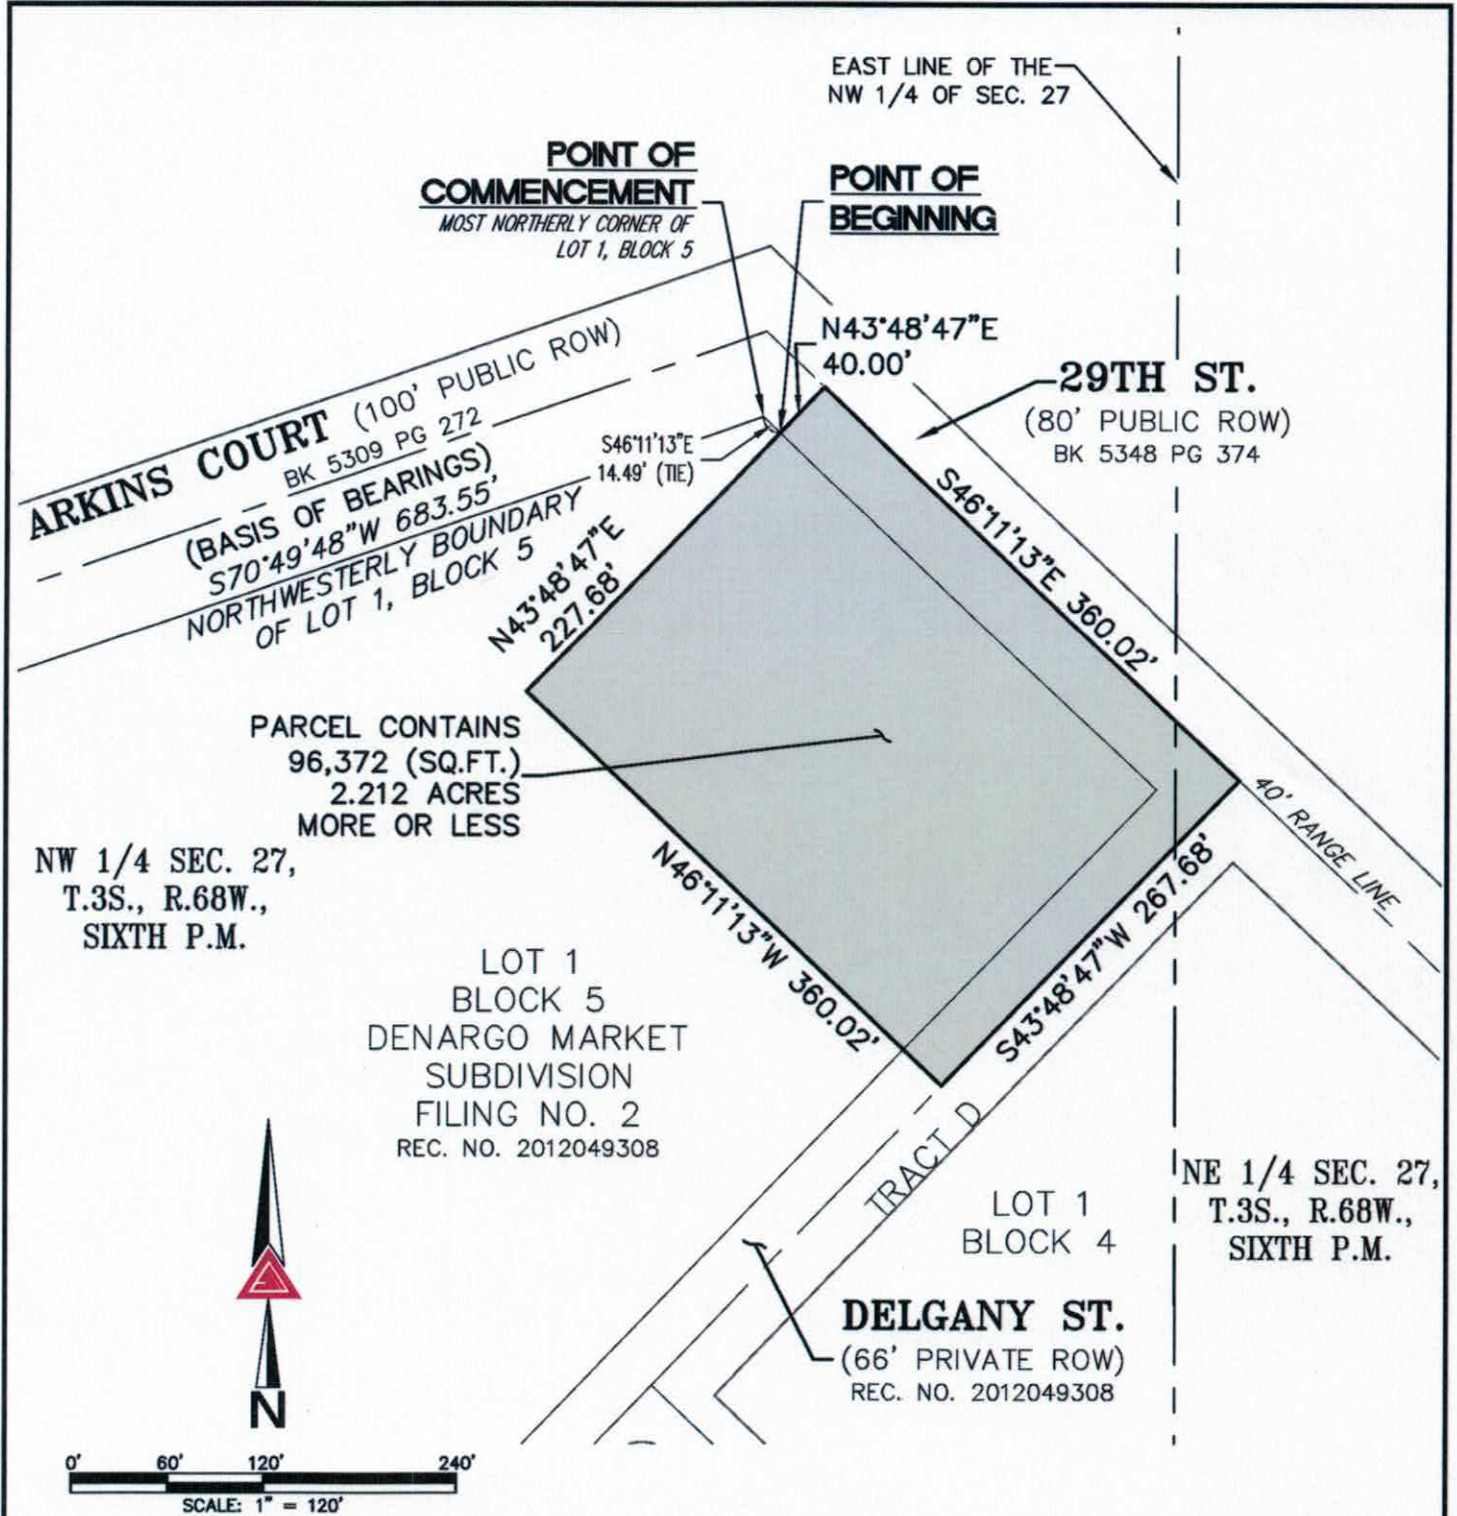 EAST LINE OF THE
NW 1/4 OF SEC. 27
POINT OF
COMMENCEMENT
MOST NORTHERLY CORNER OF
LOT 1, BLOCK 5
POINT OF
BEGINNING
N43°48'47"E
40.00'
29TH ST.
(80' PUBLIC ROW)
BK 5348 PG 374
ARKINS COURT (100' PUBLIC ROW)
BK 5309 PG 272
(BASIS OF BEARINGS)
S70°49'48"W 683.55'
NORTHWESTERLY BOUNDARY
OF LOT 1, BLOCK 5
S46°11'13"E
14.49' (TIE)
N43°48'47"E
227.68'
S46°11'13"E 360.02'
PARCEL CONTAINS
96,372 (SQ.FT.)
2.212 ACRES
MORE OR LESS
40' RANGE LINE
NW 1/4 SEC. 27,
T.3S., R.68W.,
SIXTH P.M.
N46°11'13"W 360.02'
S43°48'47"W 267.68'
LOT 1
BLOCK 5
DENARGO MARKET
SUBDIVISION
FILING NO. 2
REC. NO. 2012049308
TRACT D
LOT 1
BLOCK 4
NE 1/4 SEC. 27,
T.3S., R.68W.,
SIXTH P.M.
DELGANY ST.
(66' PRIVATE ROW)
REC. NO. 2012049308
N
0' 60' 120' 240'
SCALE: 1" = 120'